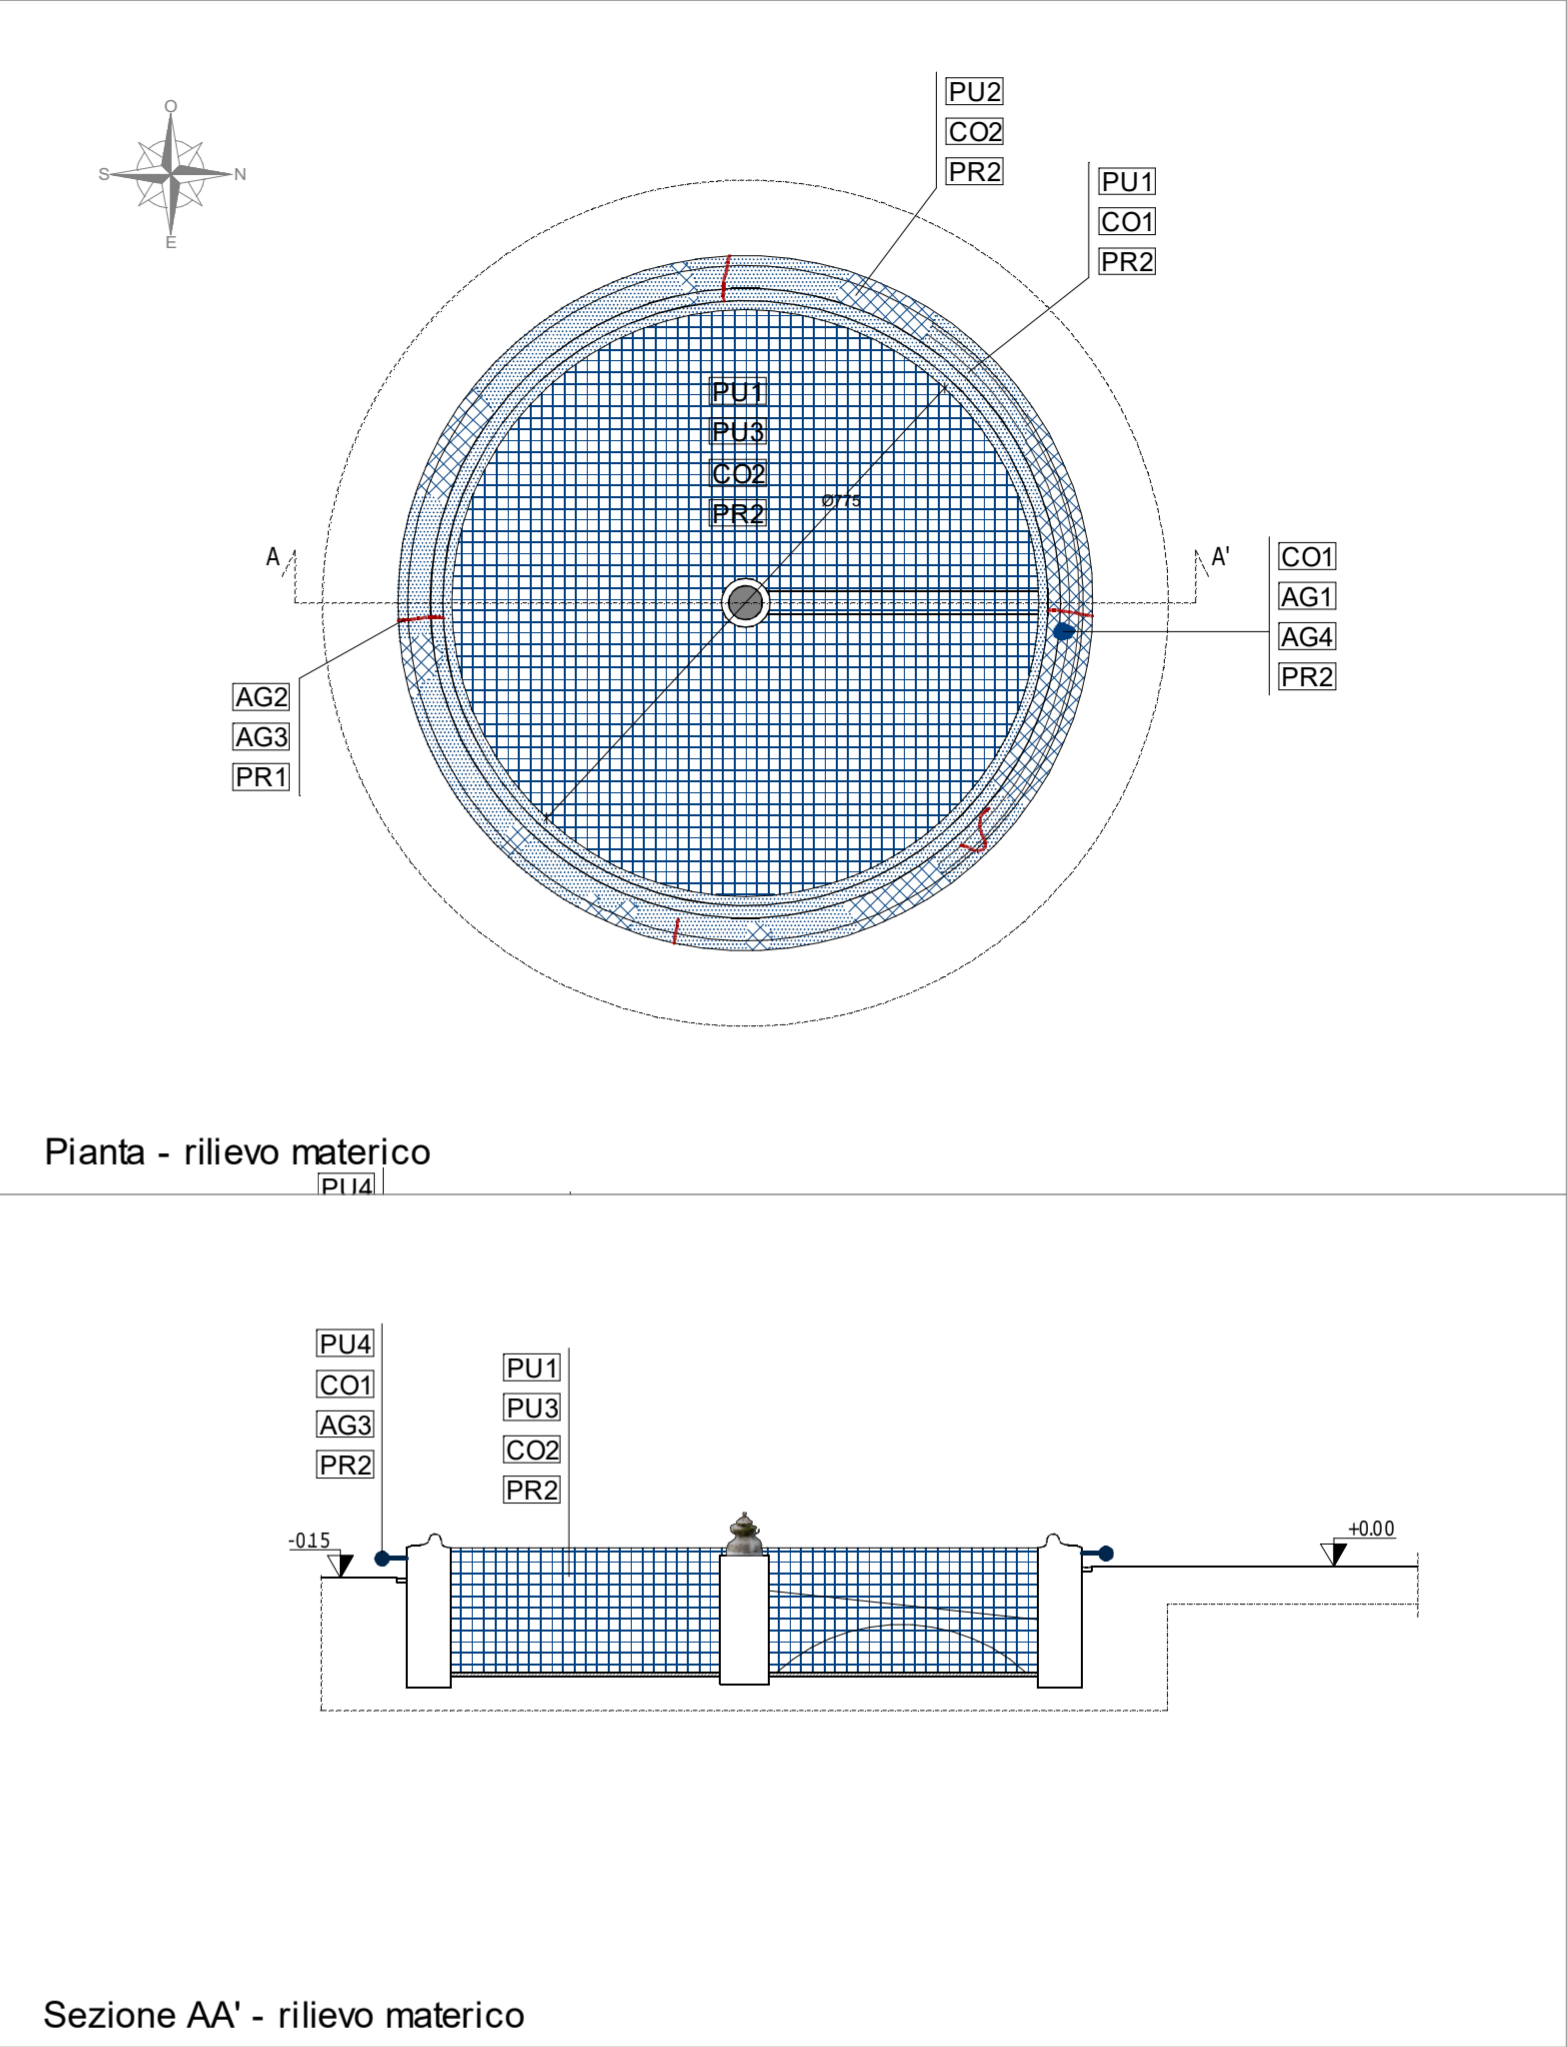 O
S
N
E
PU2
CO2
PR2
PU1
CO1
PR2
PU1
PU3
CO2
PR2
Ø775
A
A'
CO1
AG1
AG4
PR2
AG2
AG3
PR1
Pianta - rilievo materico
PU4
PU4
CO1
AG3
PR2
PU1
PU3
CO2
PR2
-0.15
+0.00
Sezione AA' - rilievo materico